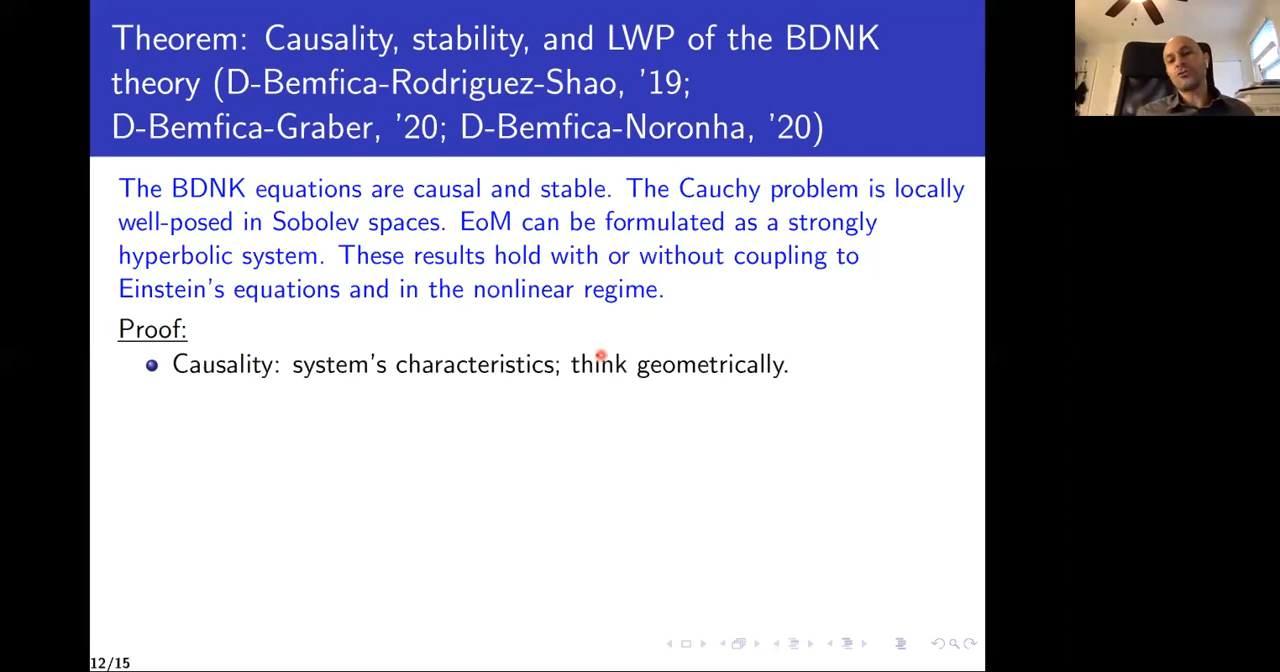 Theorem: Causality, stability, and LWP of the BDNK
theory (D-Bemfica-Rodriguez-Shao, '19;
D-Bemfica-Graber, '20; D-Bemfica-Noronha, '20)
The BDNK equations are causal and stable. The Cauchy problem is locally
well-posed in Sobolev spaces. EoM can be formulated as a strongly
hyperbolic system. These results hold with or without coupling to
Einstein's equations and in the nonlinear regime.
Proof:
Causality: system's characteristics; think geometrically.
12/15